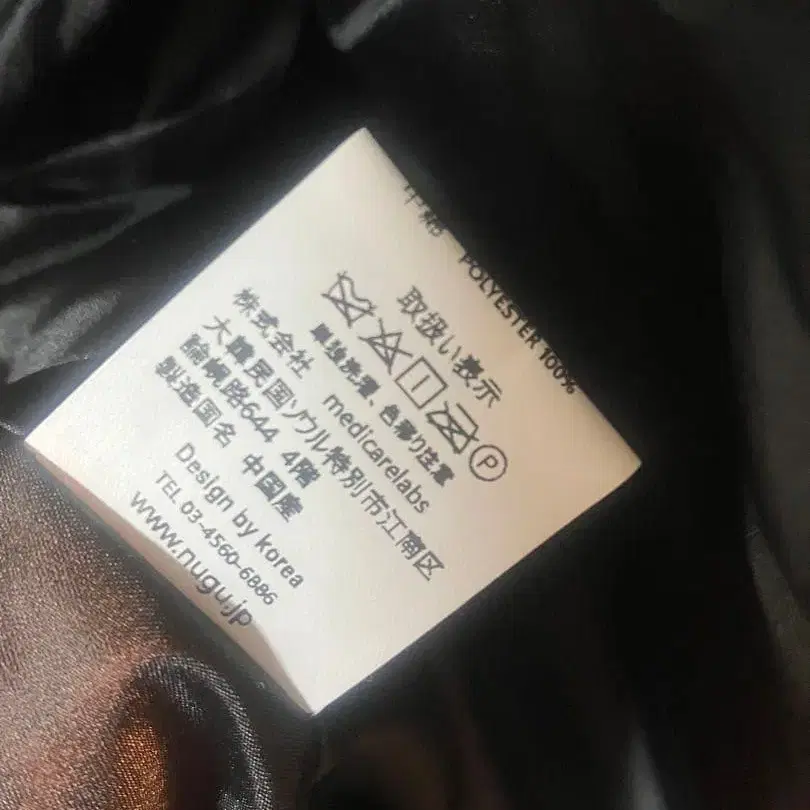 中綿 POLYESTER 100%
取扱い表示
P
単独洗濯、色移り注意
株式会社 medicarelabs
大韓民国ソウル特別市江南区
論峴路644 4階
製造国名 中国産
Design by korea
TEL 03-4560-6886
www.nugu.jp